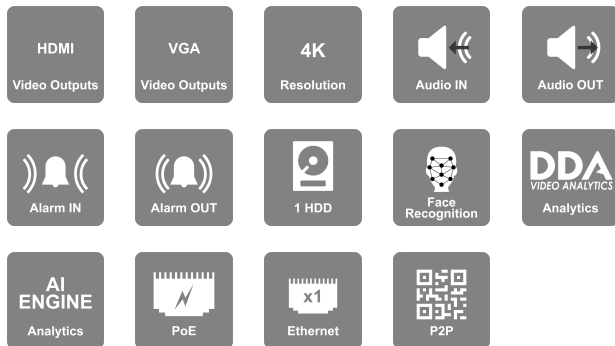 HDMI
Video Outputs
VGA
Video Outputs
4K
Resolution
Audio IN
Audio OUT
Alarm IN
Alarm OUT
1 HDD
Face
Recognition
DDA
VIDEO ANALYTICS
Analytics
AI
ENGINE
Analytics
PoE
x1
Ethernet
P2P